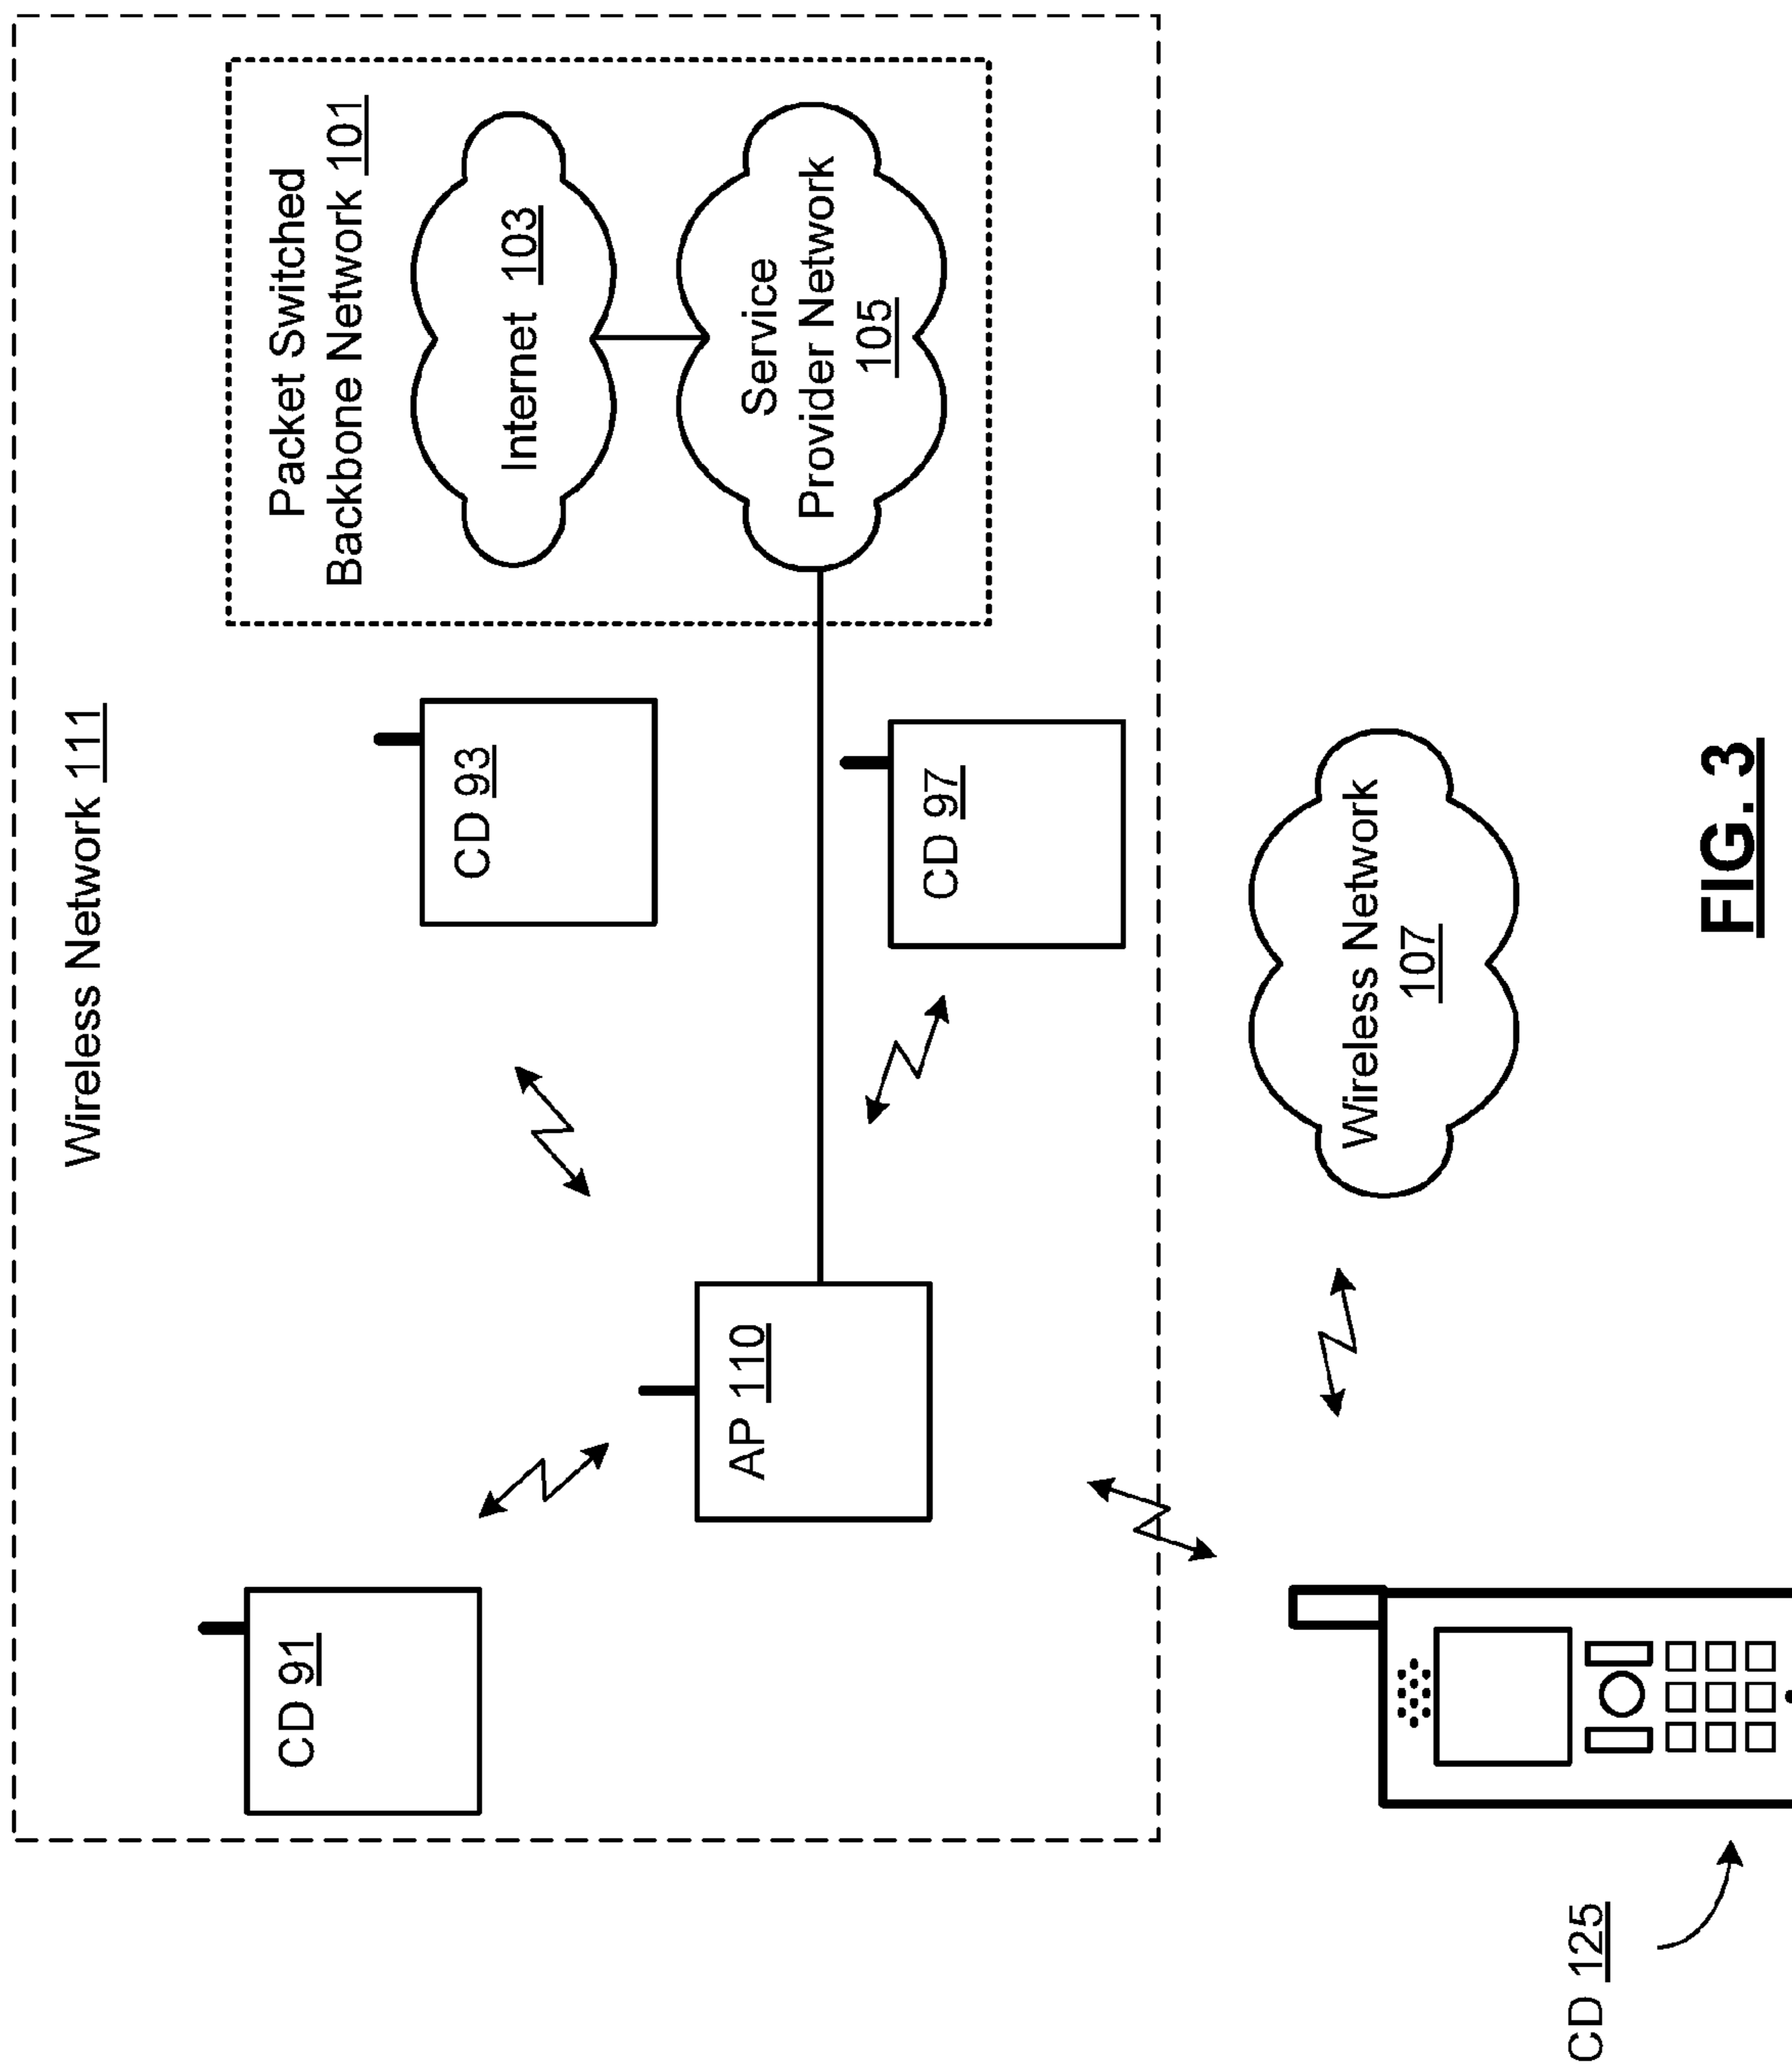 Wireless Network 111
Packet Switched
Backbone Network 101
Internet 103
Service
Provider Network
105
CD 93
CD 91
AP 110
CD 97
Wireless Network
107
CD 125
FIG. 3